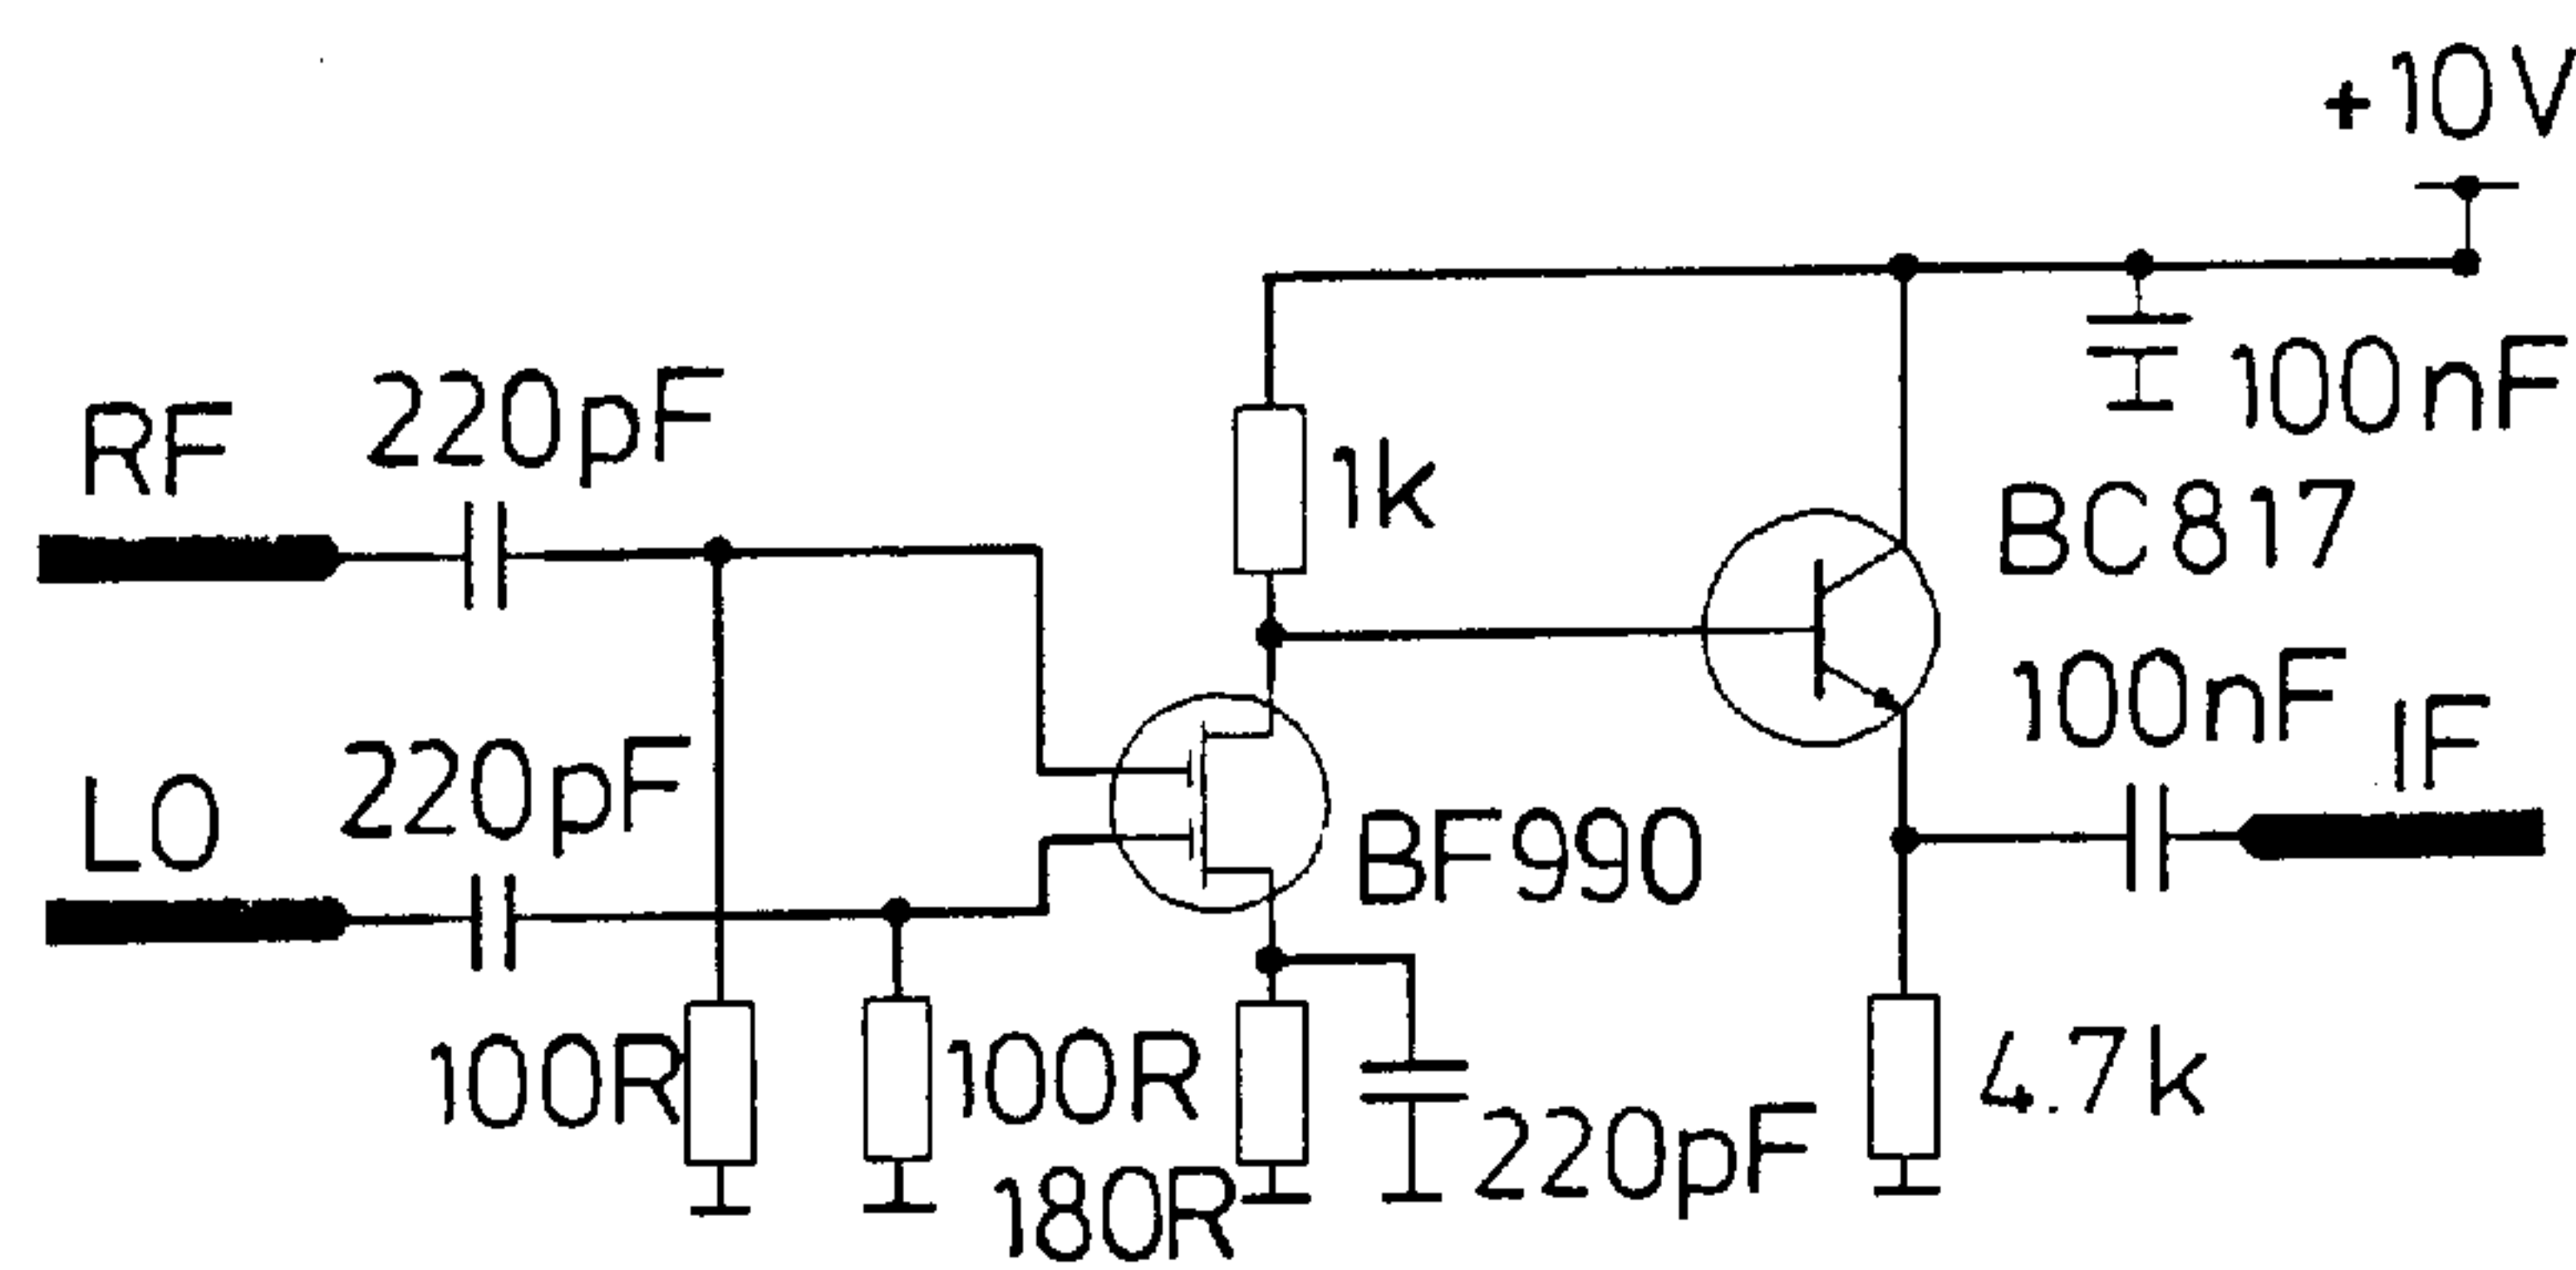 +10V
RF
220pF
1k
100nF
BC817
LO
220pF
100nF
IF
BF990
100R
100R
180R
220pF
4.7k